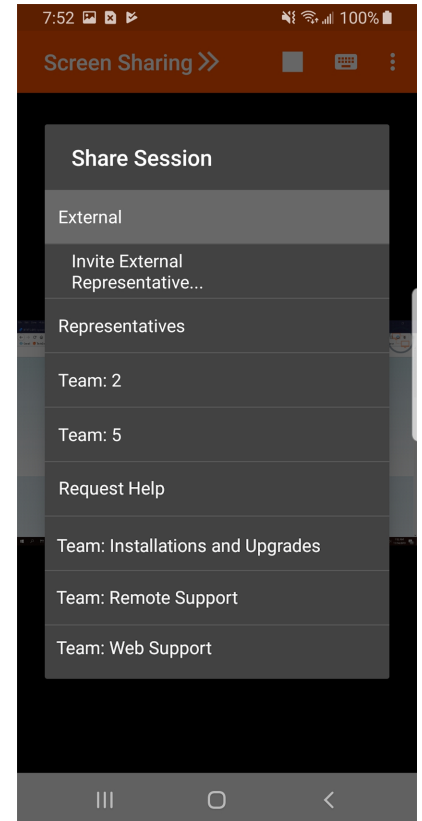 7:52 100%
Screen Sharing
Share Session
External
Invite External
Representative...
Representatives
Team: 2
Team: 5
Request Help
Team: Installations and Upgrades
Team: Remote Support
Team: Web Support